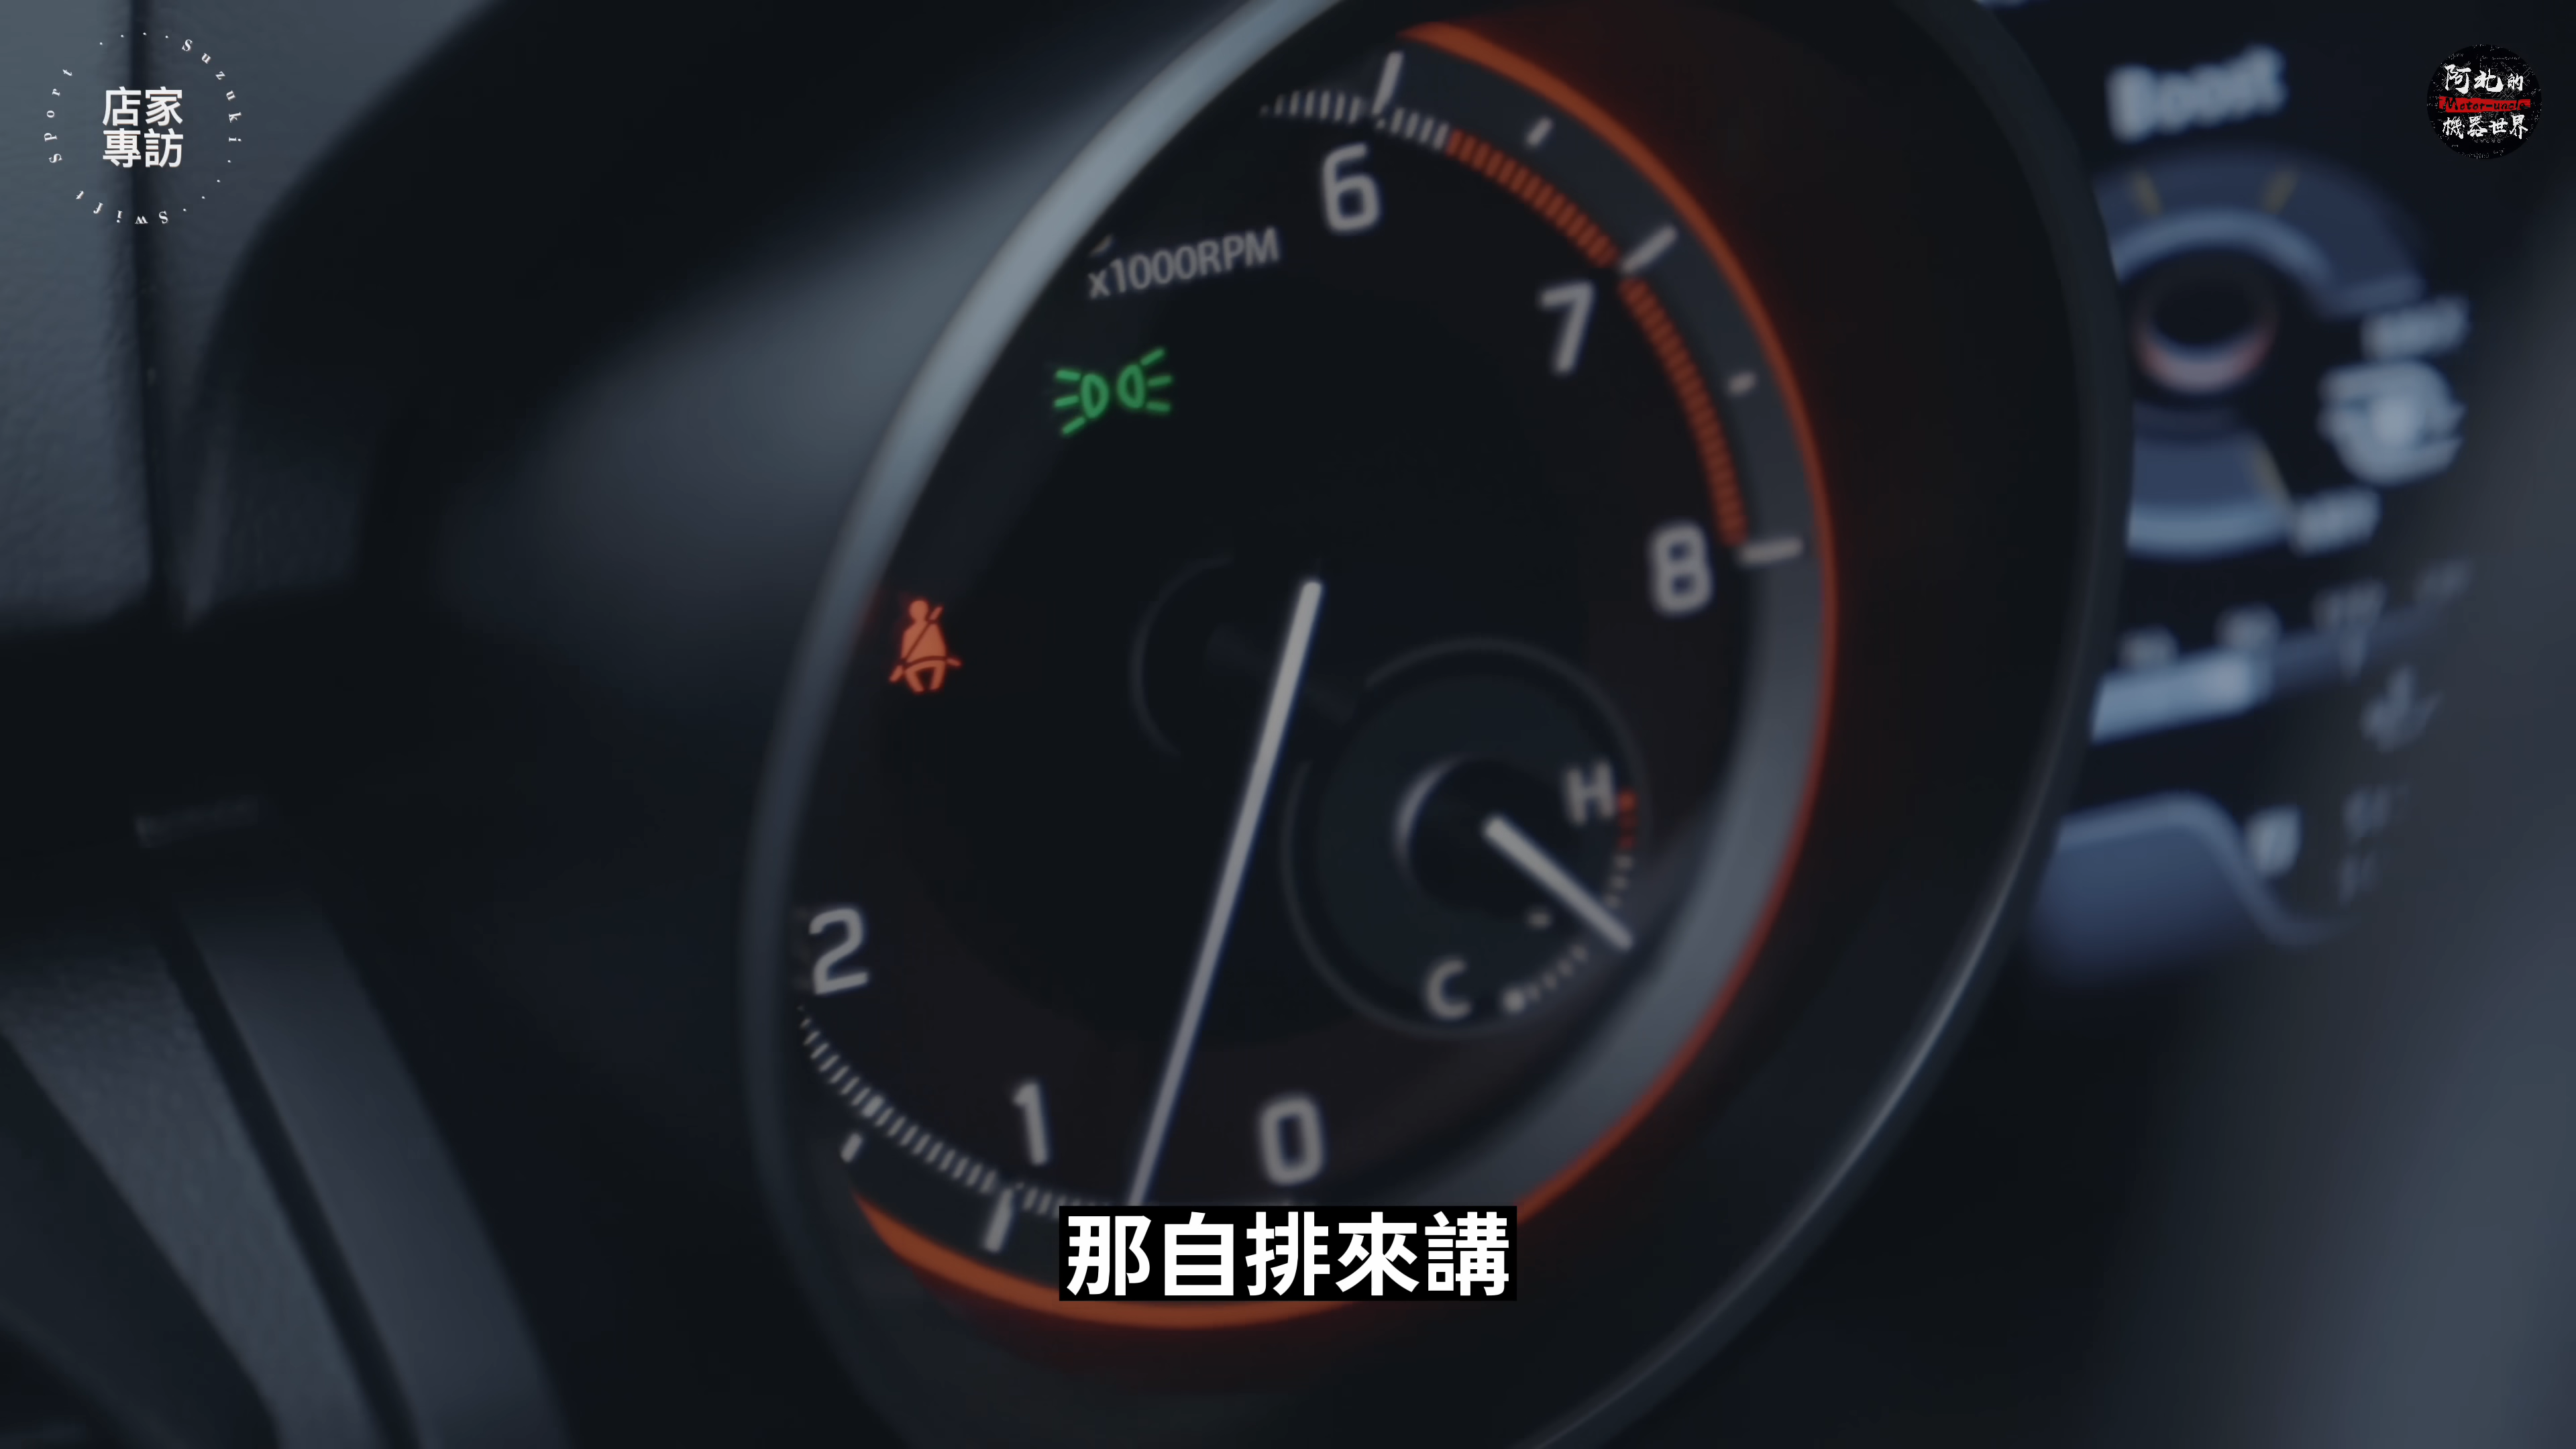 Suzuki
Swift
Sport
店家
專訪
阿札的
機器世界
Boost
6
x1000RPM
7
8
H
2
C
1
0
那自排來講